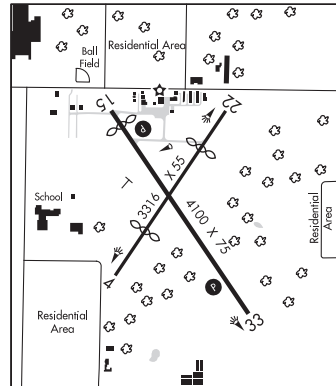 Ball
Field
Residential Area
15
22
P
3316 X 55
4100 X 75
School
Residential
Area
4
P
33
Residential
Area